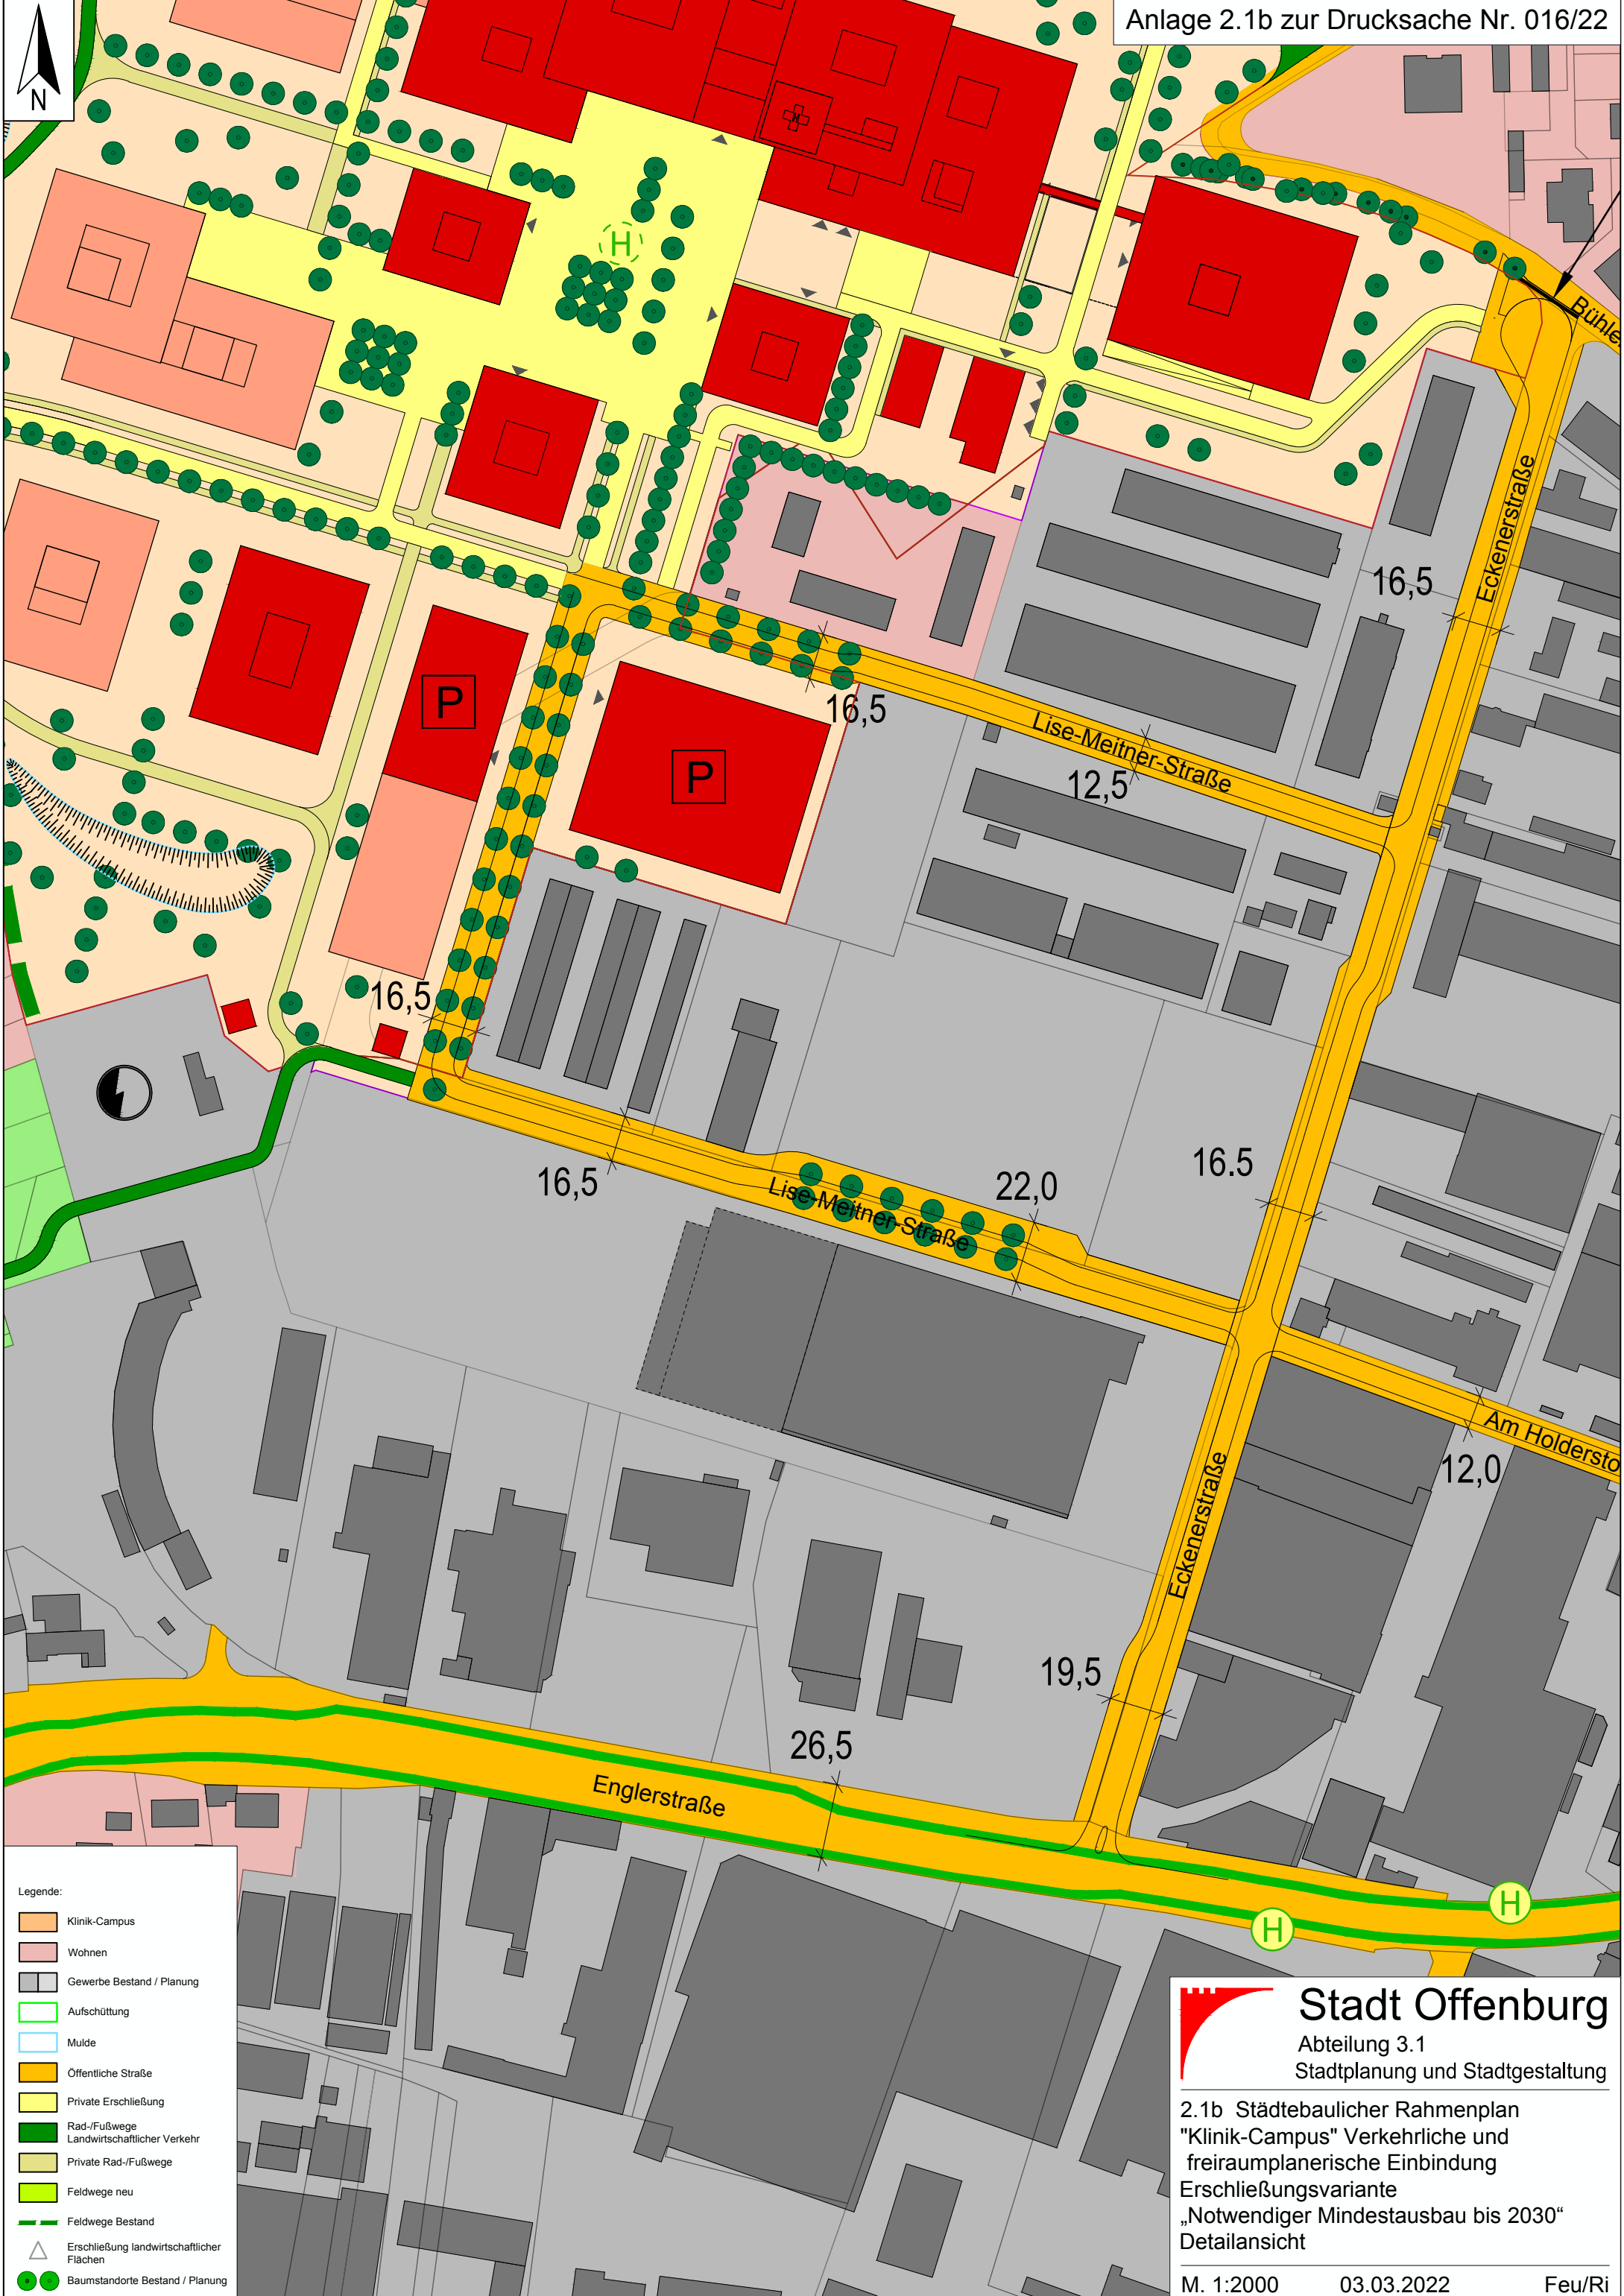 Anlage 2.1b zur Drucksache Nr. 016/22
N
H
H
Bühle
Eckenerstraße
16,5
P
P
16,5
Lise-Meitner-Straße
12,5
16,5
16,5
Lise-Meitner-Straße
22,0
16.5
Am Holdersto
12,0
Eckenerstraße
19,5
26,5
Englerstraße
H
H
Legende:
Klinik-Campus
Wohnen
Gewerbe Bestand / Planung
Aufschüttung
Mulde
Öffentliche Straße
Private Erschließung
Rad-/Fußwege
Landwirtschaftlicher Verkehr
Private Rad-/Fußwege
Feldwege neu
Feldwege Bestand
Erschließung landwirtschaftlicher
Flächen
Baumstandorte Bestand / Planung
Stadt Offenburg
Abteilung 3.1
Stadtplanung und Stadtgestaltung
2.1b Städtebaulicher Rahmenplan
"Klinik-Campus" Verkehrliche und
freiraumplanerische Einbindung
Erschließungsvariante
„Notwendiger Mindestausbau bis 2030“
Detailansicht
M. 1:2000 03.03.2022 Feu/Ri